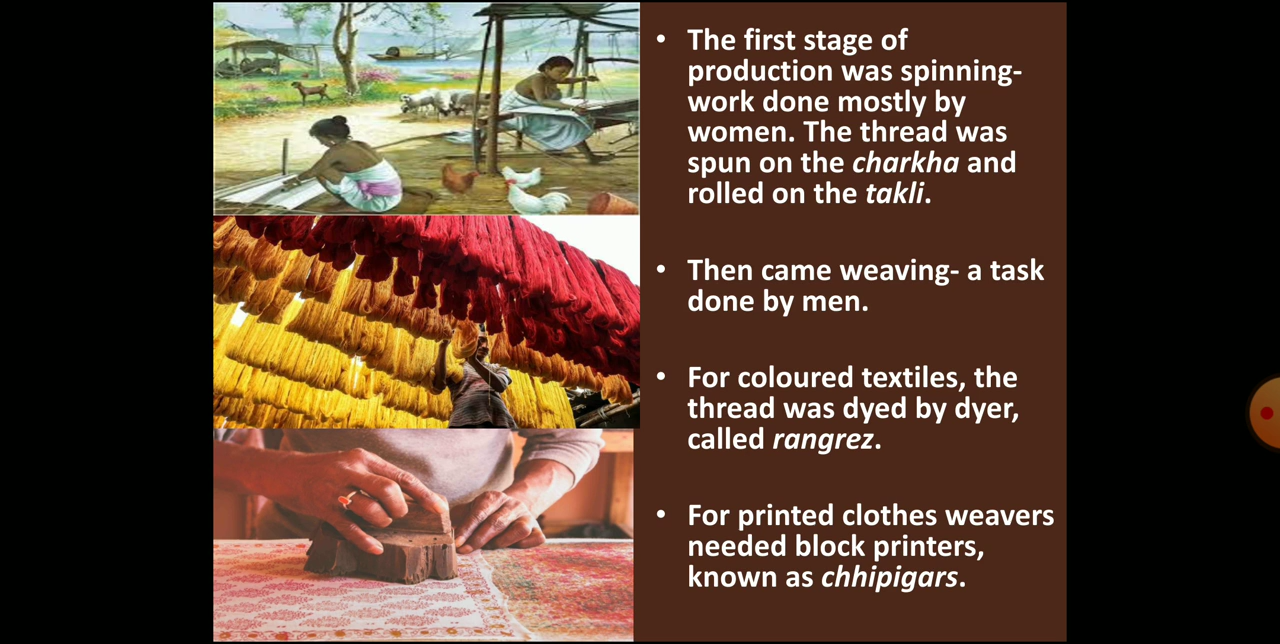 • The first stage of
production was spinning-
work done mostly by
women. The thread was
spun on the charkha and
rolled on the takli.
• Then came weaving- a task
done by men.
• For coloured textiles, the
thread was dyed by dyer,
called rangrez.
• For printed clothes weavers
needed block printers,
known as chhipigars.